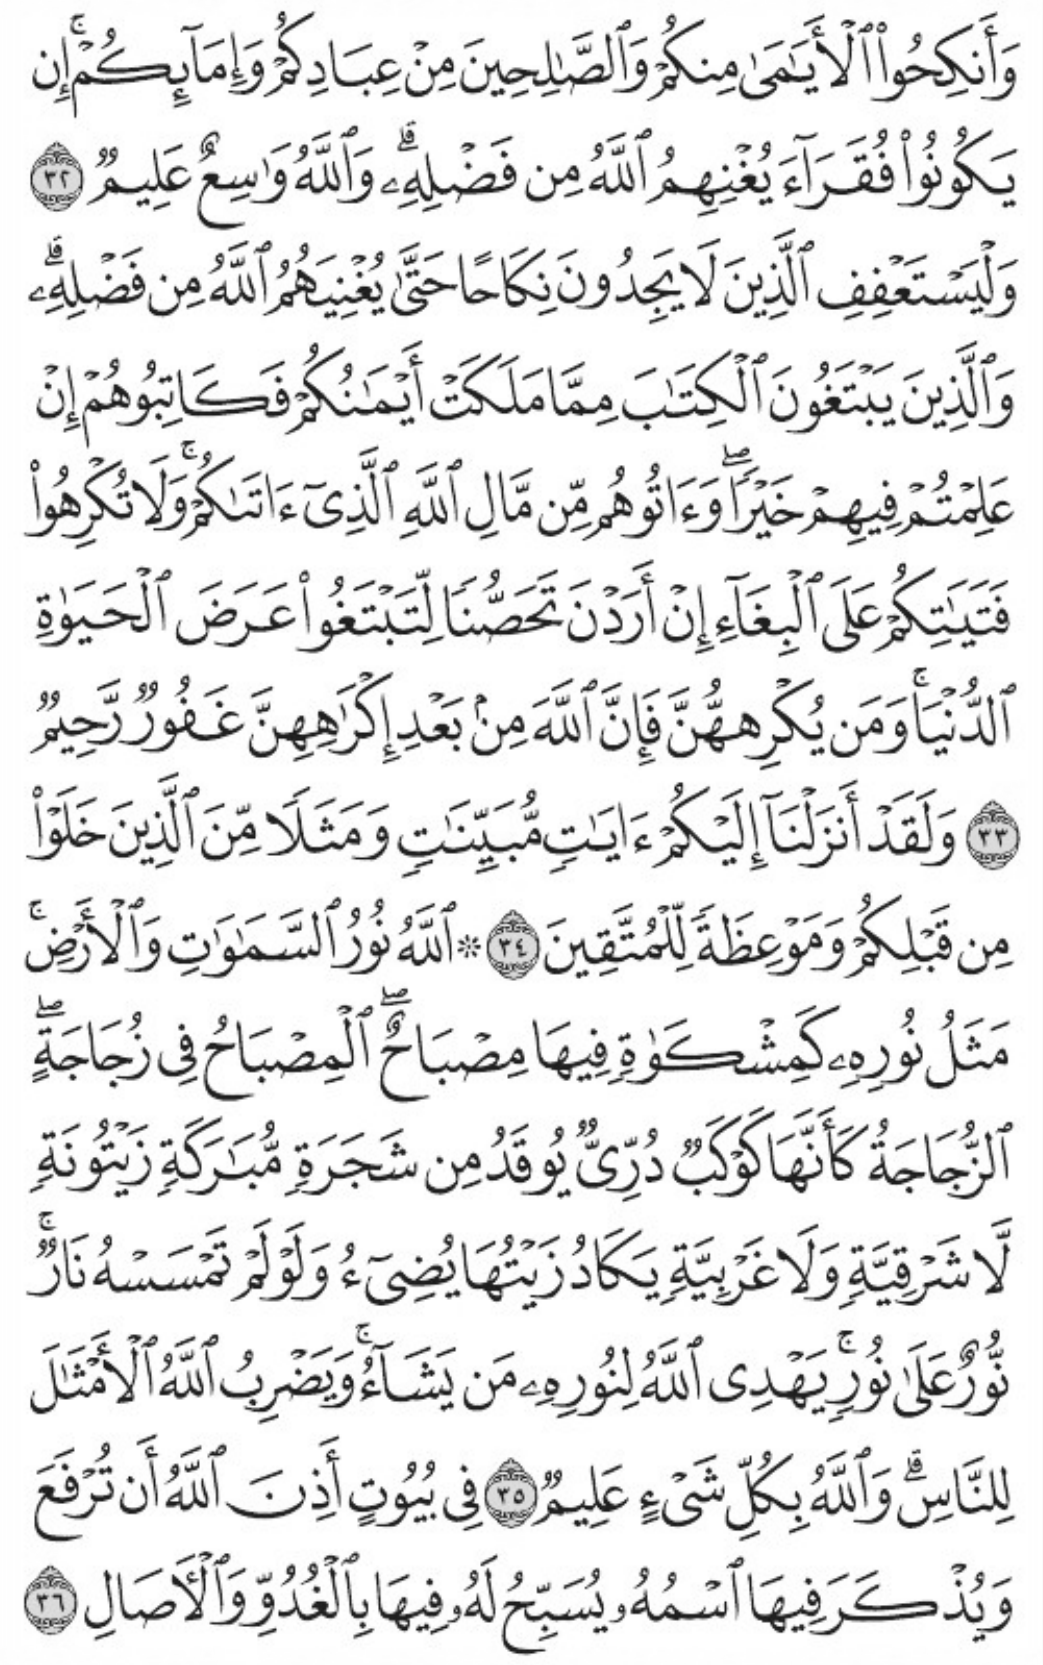 وَأَنكِحُوا۟ ٱلْأَيَـٰمَىٰ مِنكُمْ وَٱلصَّـٰلِحِينَ مِنْ عِبَادِكُمْ وَإِمَآئِكُمْ ۚ إِن
يَكُونُوا۟ فُقَرَآءَ يُغْنِهِمُ ٱللَّهُ مِن فَضْلِهِۦ ۗ وَٱللَّهُ وَٰسِعٌ عَلِيمٌ ٣٢
وَلْيَسْتَعْفِفِ ٱلَّذِينَ لَا يَجِدُونَ نِكَاحًا حَتَّىٰ يُغْنِيَهُمُ ٱللَّهُ مِن فَضْلِهِۦ ۗ
وَٱلَّذِينَ يَبْتَغُونَ ٱلْكِتَـٰبَ مِمَّا مَلَكَتْ أَيْمَـٰنُكُمْ فَكَاتِبُوهُمْ إِنْ
عَلِمْتُمْ فِيهِمْ خَيْرًا ۖ وَءَاتُوهُم مِّن مَّالِ ٱللَّهِ ٱلَّذِىٓ ءَاتَىٰكُمْ ۚ وَلَا تُكْرِهُوا۟
فَتَيَـٰتِكُمْ عَلَى ٱلْبِغَآءِ إِنْ أَرَدْنَ تَحَصُّنًا لِّتَبْتَغُوا۟ عَرَضَ ٱلْحَيَوٰةِ
ٱلدُّنْيَا ۚ وَمَن يُكْرِههُّنَّ فَإِنَّ ٱللَّهَ مِنۢ بَعْدِ إِكْرَٰهِهِنَّ غَفُورٌ رَّحِيمٌ
٣٣ وَلَقَدْ أَنزَلْنَآ إِلَيْكُمْ ءَايَـٰتٍ مُّبَيِّنَـٰتٍ وَمَثَلًا مِّنَ ٱلَّذِينَ خَلَوْا۟
مِن قَبْلِكُمْ وَمَوْعِظَةً لِّلْمُتَّقِينَ ٣٤ ۞ ٱللَّهُ نُورُ ٱلسَّمَـٰوَٰتِ وَٱلْأَرْضِ ۚ
مَثَلُ نُورِهِۦ كَمِشْكَوٰةٍ فِيهَا مِصْبَاحٌ ۖ ٱلْمِصْبَاحُ فِى زُجَاجَةٍ ۖ
ٱلزُّجَاجَةُ كَأَنَّهَا كَوْكَبٌ دُرِّىٌّ يُوقَدُ مِن شَجَرَةٍ مُّبَـٰرَكَةٍ زَيْتُونَةٍ
لَّا شَرْقِيَّةٍ وَلَا غَرْبِيَّةٍ يَكَادُ زَيْتُهَا يُضِىٓءُ وَلَوْ لَمْ تَمْسَسْهُ نَارٌ ۚ
نُّورٌ عَلَىٰ نُورٍ ۗ يَهْدِى ٱللَّهُ لِنُورِهِۦ مَن يَشَآءُ ۚ وَيَضْرِبُ ٱللَّهُ ٱلْأَمْثَـٰلَ
لِلنَّاسِ ۗ وَٱللَّهُ بِكُلِّ شَىْءٍ عَلِيمٌ ٣٥ فِى بُيُوتٍ أَذِنَ ٱللَّهُ أَن تُرْفَعَ
وَيُذْكَرَ فِيهَا ٱسْمُهُۥ يُسَبِّحُ لَهُۥ فِيهَا بِٱلْغُدُوِّ وَٱلْـَٔاصَالِ ٣٦